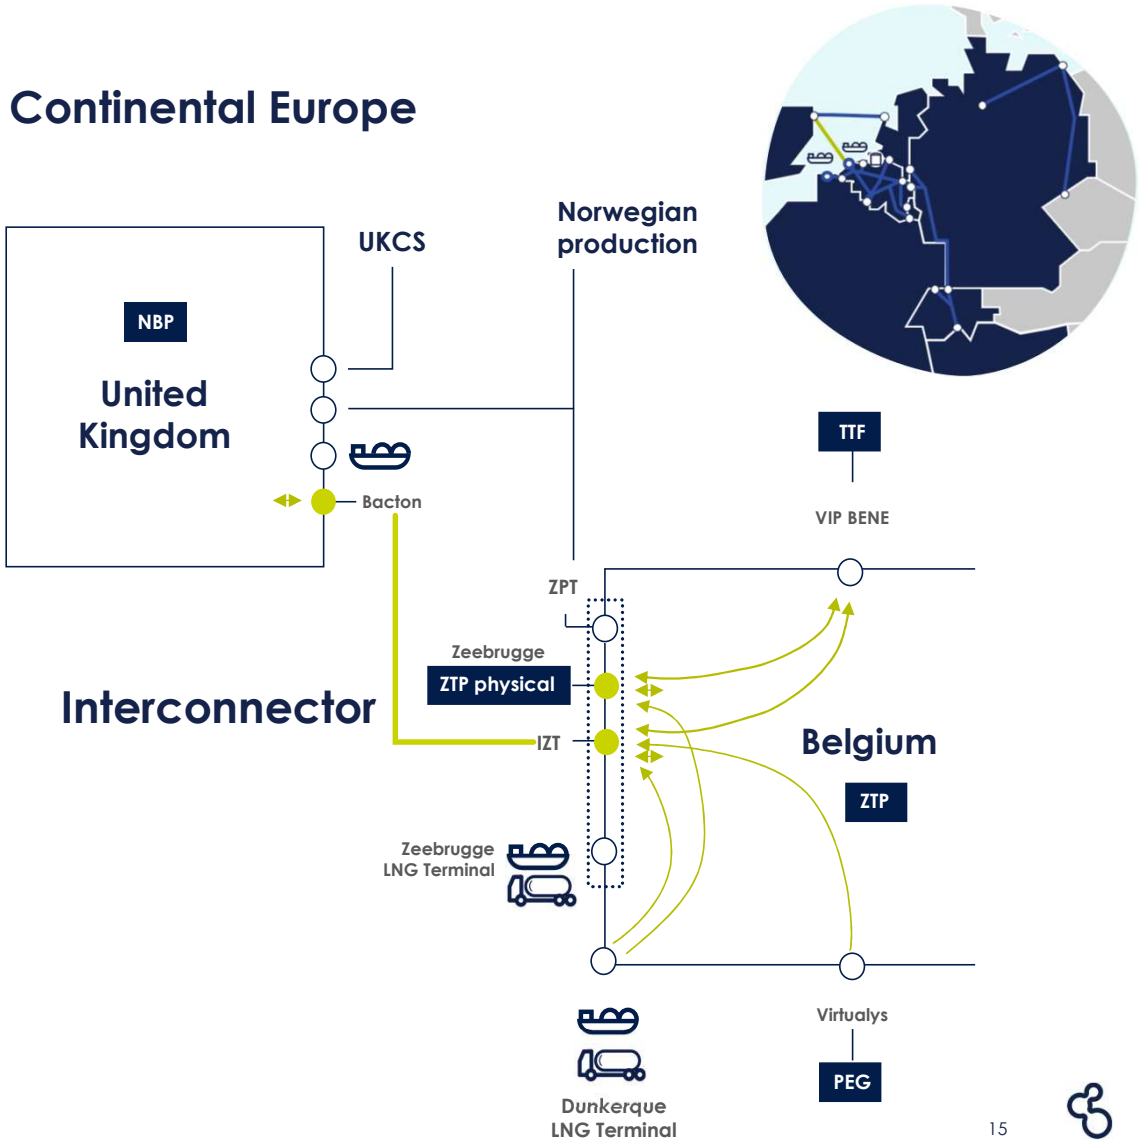 Continental Europe
Norwegian
production
UKCS
NBP
United
Kingdom
Bacton
TTF
VIP BENE
ZPT
Zeebrugge
ZTP physical
Interconnector
IZT
Belgium
ZTP
Zeebrugge
LNG Terminal
Virtualys
PEG
Dunkerque
LNG Terminal
15